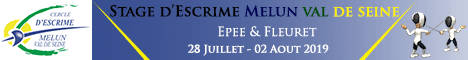 CERCLE
D'ESCRIME
MELUN
VAL DE SEINE
Stage d'Escrime Melun val de seine
Epee & Fleuret
28 Juillet - 02 Aout 2019